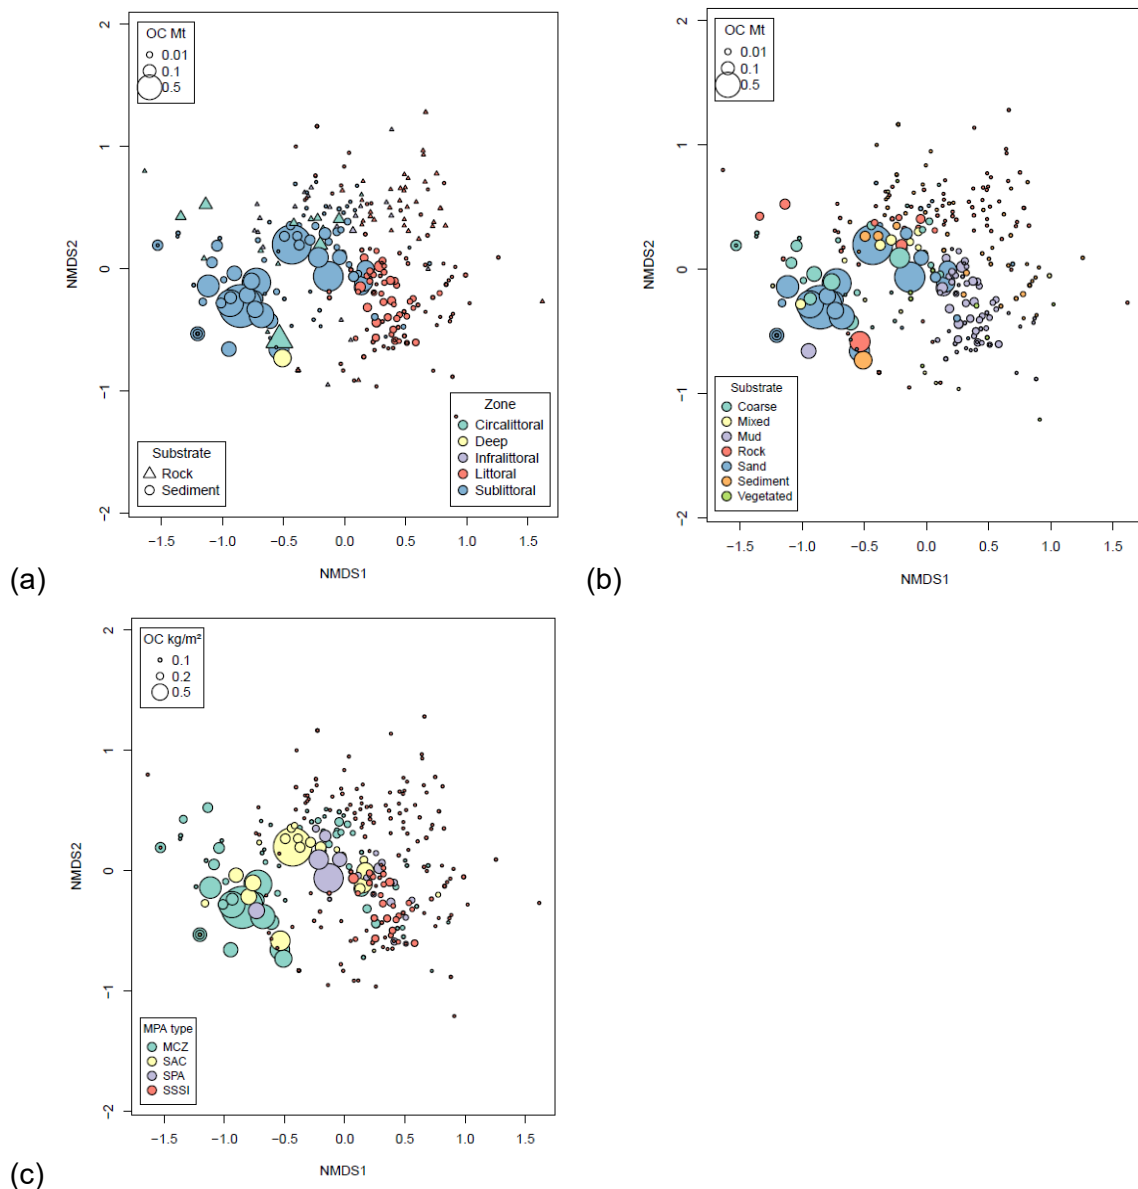 OC Mt
0.01
0.1
0.5
2
1
0
−1
−2
NMDS2
Substrate
Rock
Sediment
Zone
Circalittoral
Deep
Infralittoral
Littoral
Sublittoral
−1.5 −1.0 −0.5 0.0 0.5 1.0 1.5
NMDS1
(a)
OC Mt
0.01
0.1
0.5
2
1
0
−1
−2
NMDS2
Substrate
Coarse
Mixed
Mud
Rock
Sand
Sediment
Vegetated
−1.5 −1.0 −0.5 0.0 0.5 1.0 1.5
NMDS1
(b)
OC kg/m²
0.1
0.2
0.5
2
1
0
−1
−2
NMDS2
MPA type
MCZ
SAC
SPA
SSSI
−1.5 −1.0 −0.5 0.0 0.5 1.0 1.5
NMDS1
(c)